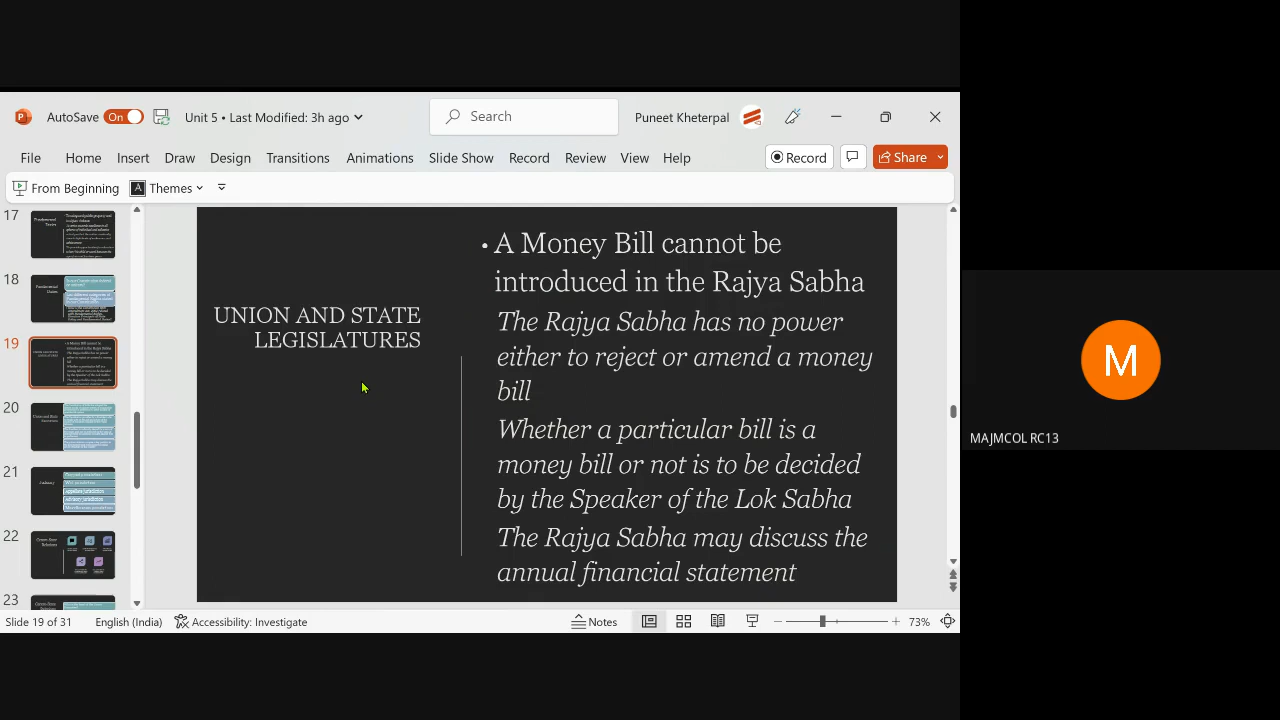 AutoSave On Unit 5 • Last Modified: 3h ago Search Puneet Kheterpal
File Home Insert Draw Design Slide Show Transitions Animations Record Review View Help Record Share
From Beginning A Themes
17
18
19
20
21
22
23
UNION AND STATE
LEGISLATURES
• A Money Bill cannot be
introduced in the Rajya Sabha
The Rajya Sabha has no power
either to reject or amend a money
bill
Whether a particular bill is a
money bill or not is to be decided
by the Speaker of the Lok Sabha
The Rajya Sabha may discuss the
annual financial statement
Slide 19 of 31 English (India) Accessibility: Investigate Notes 73%
M
MAJMCOL RC13